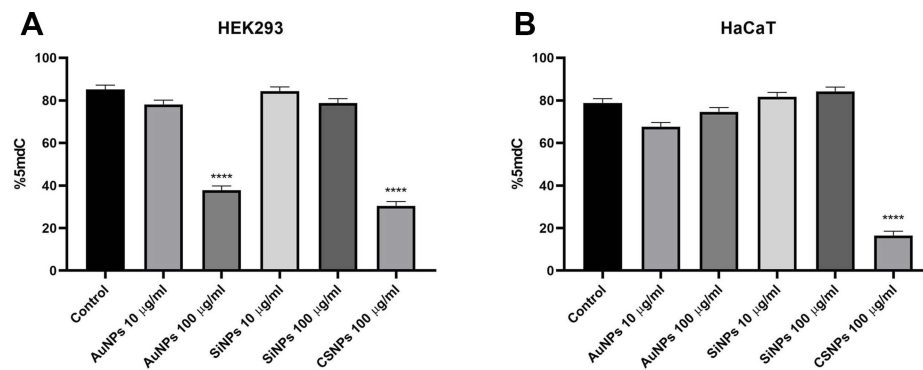 A
HEK293
%5mdC
100
80
60
40
20
0
****
****
Control
AuNPs 10 μg/ml
AuNPs 100 μg/ml
SiNPs 10 μg/ml
SiNPs 100 μg/ml
CSNPs 100 μg/ml
B
HaCaT
%5mdC
100
80
60
40
20
0
****
Control
AuNPs 10 μg/ml
AuNPs 100 μg/ml
SiNPs 10 μg/ml
SiNPs 100 μg/ml
CSNPs 100 μg/ml